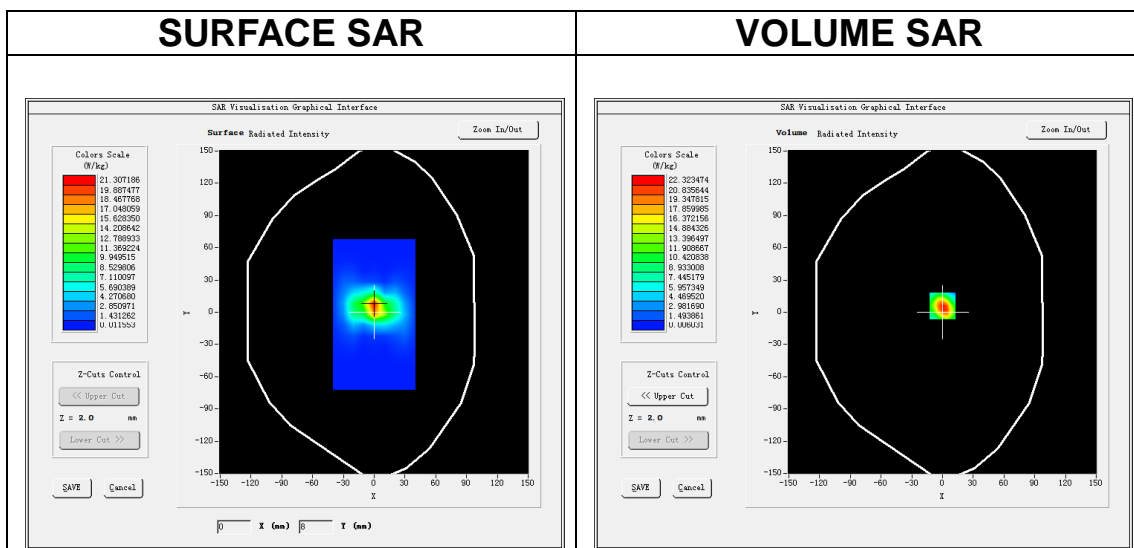 SURFACE SAR
VOLUME SAR
SAR Visualisation Graphical Interface
Surface Radiated Intensity
Zoom In/Out
Colors Scale
(W/kg)
21.307186
19.887477
18.467768
17.048059
15.628350
14.208642
12.788933
11.369224
9.949515
8.529806
7.110097
5.690389
4.270680
2.850971
1.431262
0.011553
Z-Cuts Control
<< Upper Cut
Z = 2.0 mm
Lower Cut >>
SAVE
Cancel
150
120
90
60
30
0
-30
-60
-90
-120
-150
Y
-150 -120 -90 -60 -30 0 30 60 90 120 150
X
0 X (mm) 8 Y (mm)
SAR Visualisation Graphical Interface
Volume Radiated Intensity
Zoom In/Out
Colors Scale
(W/kg)
22.323474
20.835644
19.347815
17.859985
16.372156
14.884326
13.396497
11.908667
10.420838
8.933008
7.445179
5.957349
4.469520
2.981690
1.493861
0.006031
Z-Cuts Control
<< Upper Cut
Z = 2.0 mm
Lower Cut >>
SAVE
Cancel
150
120
90
60
30
0
-30
-60
-90
-120
-150
Y
-150 -120 -90 -60 -30 0 30 60 90 120 150
X